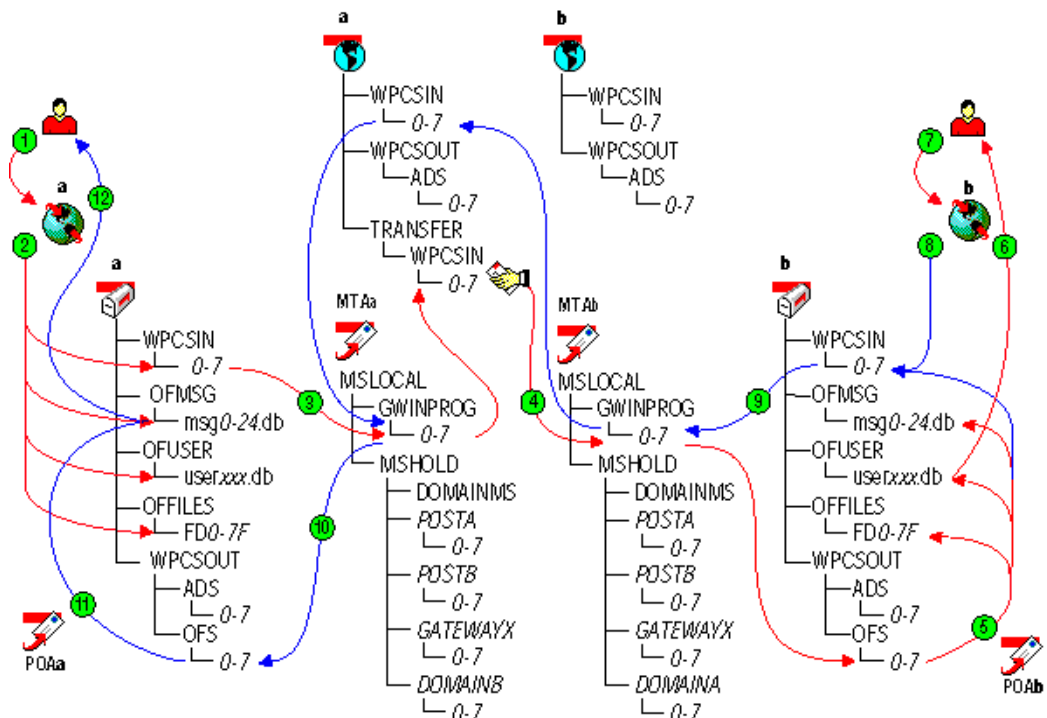 a
WPCSIN
0-7
WPCSOUT
ADS
0-7
TRANSFER
WPCSIN
0-7
b
WPCSIN
0-7
WPCSOUT
ADS
0-7
1
a
12
2
a
WPCSIN
0-7
OFMSG
msg0-24.db
OFUSER
userxxx.db
OFFILES
FD0-7F
WPCSOUT
ADS
0-7
OFS
0-7
11
POAa
3
10
MTAa
MSLOCAL
GWINPROG
0-7
MSHOLD
DOMAINMS
POSTA
0-7
POSTB
0-7
GATEWAYX
0-7
DOMAINB
0-7
4
MTAb
MSLOCAL
GWINPROG
0-7
MSHOLD
DOMAINMS
POSTA
0-7
POSTB
0-7
GATEWAYX
0-7
DOMAINA
0-7
9
7
b
8
6
b
WPCSIN
0-7
OFMSG
msg0-24.db
OFUSER
userxxx.db
OFFILES
FD0-7F
WPCSOUT
ADS
0-7
OFS
0-7
5
POAb